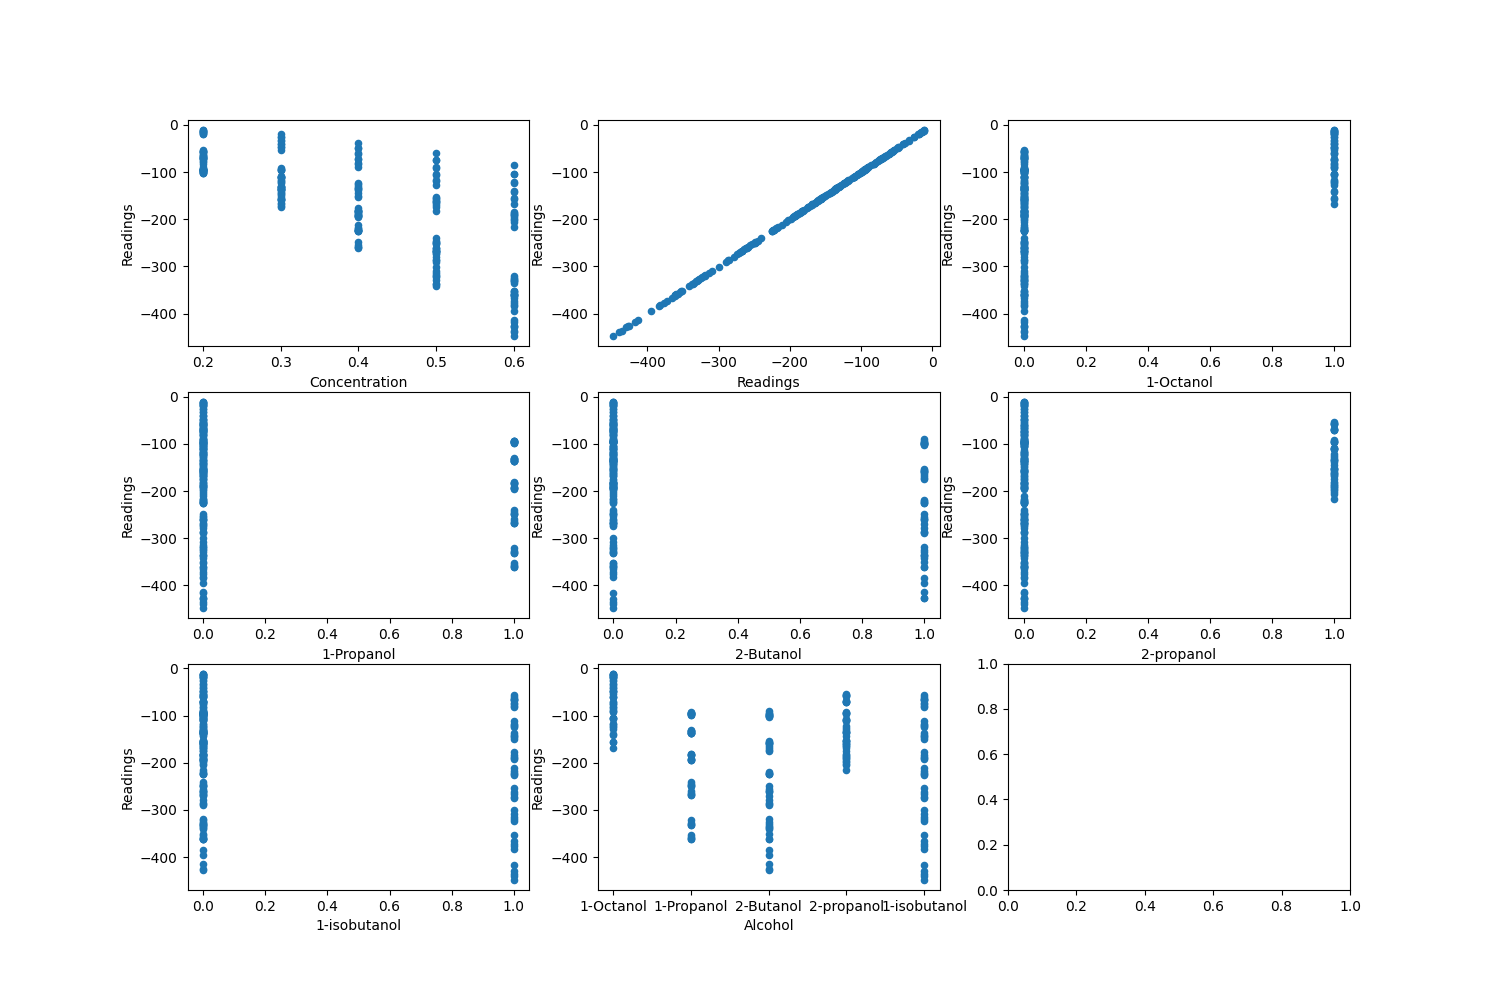 0
−100
−200
−300
−400
Readings
0.2 0.3 0.4 0.5 0.6
Concentration
0
−100
−200
−300
−400
Readings
−400 −300 −200 −100 0
Readings
0
−100
−200
−300
−400
Readings
0.0 0.2 0.4 0.6 0.8 1.0
1-Octanol
0
−100
−200
−300
−400
Readings
0.0 0.2 0.4 0.6 0.8 1.0
1-Propanol
0
−100
−200
−300
−400
Readings
0.0 0.2 0.4 0.6 0.8 1.0
2-Butanol
0
−100
−200
−300
−400
Readings
0.0 0.2 0.4 0.6 0.8 1.0
2-propanol
0
−100
−200
−300
−400
Readings
0.0 0.2 0.4 0.6 0.8 1.0
1-isobutanol
0
−100
−200
−300
−400
Readings
1-Octanol 1-Propanol 2-Butanol 2-propanol 1-isobutanol
Alcohol
1.0
0.8
0.6
0.4
0.2
0.0
0.0 0.2 0.4 0.6 0.8 1.0